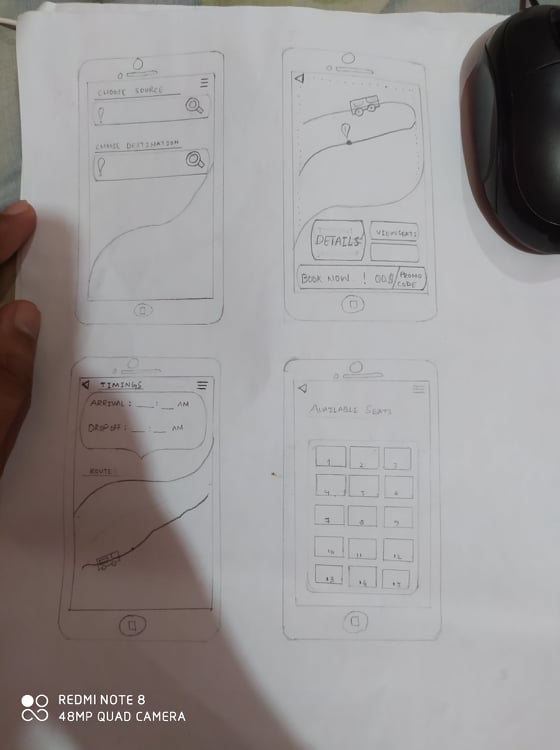 CHOOSE SOURCE
CHOOSE DESTINATION
DETAILS
VIEW SEATS
BOOK NOW ! 00$/ PROMO
CODE
TIMINGS
ARRIVAL: __:__ AM
DROP OFF: __:__ AM
ROUTE:
AVAILABLE SEATS
1 2 3
4 5 6
7 8 9
10 11 12
13 14 15
REDMI NOTE 8
48MP QUAD CAMERA